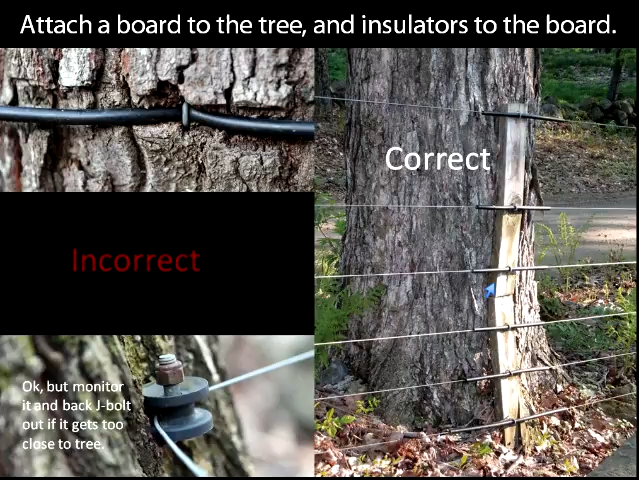 Attach a board to the tree, and insulators to the board.
Correct
Incorrect
Ok, but monitor
it and back J-bolt
out if it gets too
close to tree.